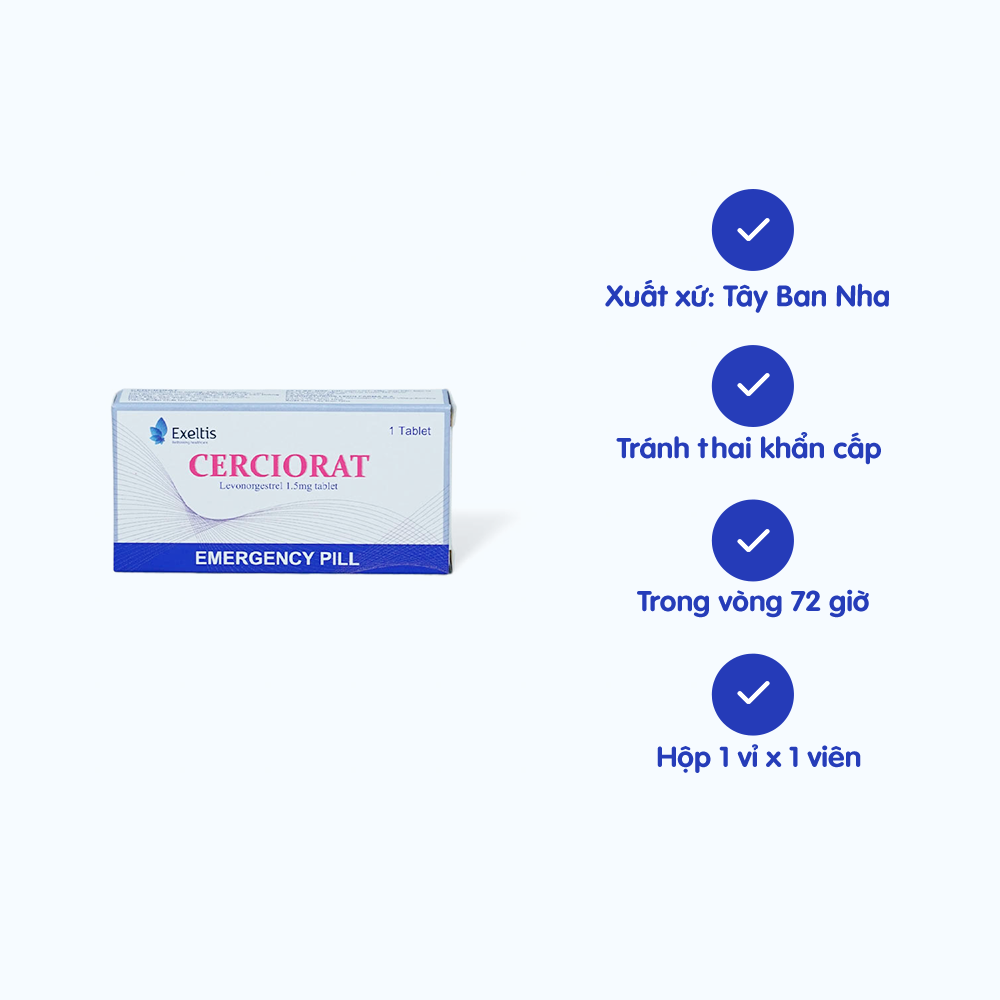 Exeltis
1 Tablet
CERCIORAT
Levonorgestrel 1.5mg tablet
EMERGENCY PILL
Xuất xứ: Tây Ban Nha
Tránh thai khẩn cấp
Trong vòng 72 giờ
Hộp 1 vỉ x 1 viên